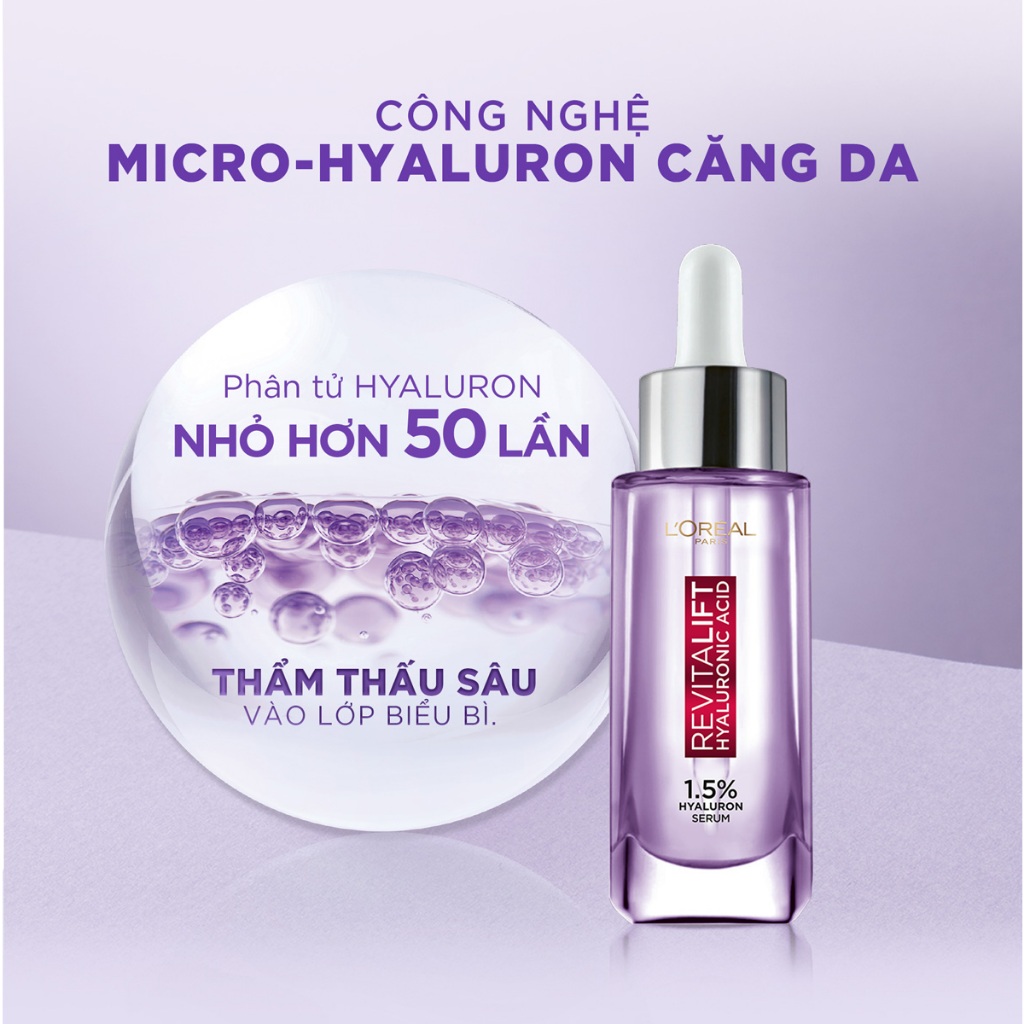 CÔNG NGHỆ
MICRO-HYALURON CĂNG DA
Phân tử HYALURON
NHỎ HƠN 50 LẦN
THẨM THẤU SÂU
VÀO LỚP BIỂU BÌ.
L'ORÉAL
PARIS
REVITALIFT
HYALURONIC ACID
1.5%
HYALURON
SERUM